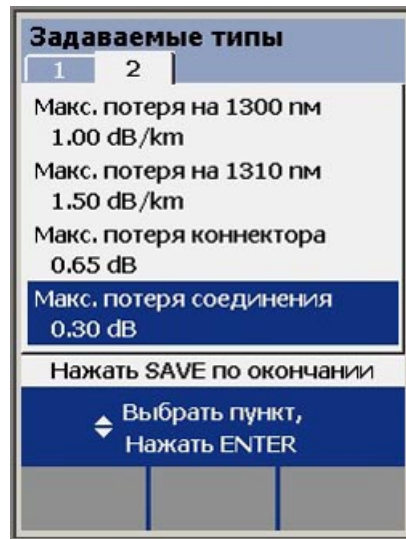 Задаваемые типы
1 2
Макс. потеря на 1300 nм
1.00 dB/km
Макс. потеря на 1310 nм
1.50 dB/km
Макс. потеря коннектора
0.65 dB
Макс. потеря соединения
0.30 dB
Нажать SAVE по окончании
Выбрать пункт,
Нажать ENTER